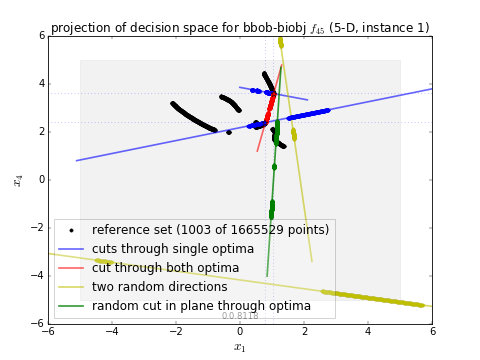 projection of decision space for bbob-biobj f45 (5-D, instance 1)
6
4
2
0
−2
−4
−6
x4
reference set (1003 of 1665529 points)
cuts through single optima
cut through both optima
two random directions
random cut in plane through optima
0.0.8118
−6 −4 −2 0 2 4 6
x1